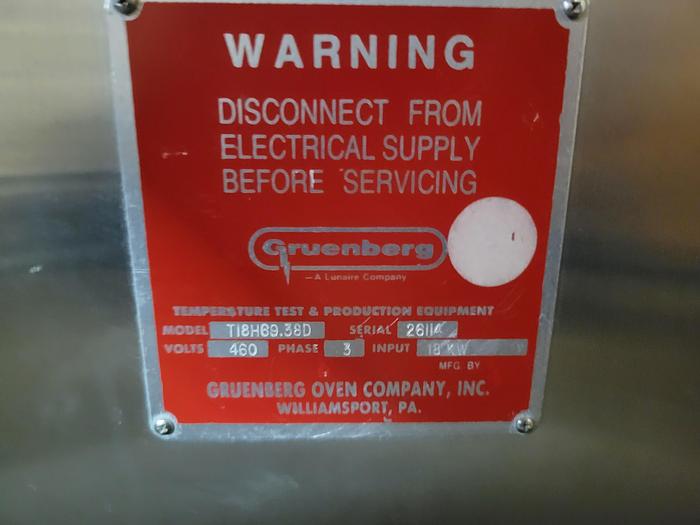 WARNING
DISCONNECT FROM
ELECTRICAL SUPPLY
BEFORE SERVICING
Gruenberg
—A Lunaire Company
TEMPERATURE TEST & PRODUCTION EQUIPMENT
MODEL T18H69.38D SERIAL 26114
VOLTS 460 PHASE 3 INPUT 18 KW
MFG BY
GRUENBERG OVEN COMPANY, INC.
WILLIAMSPORT, PA.